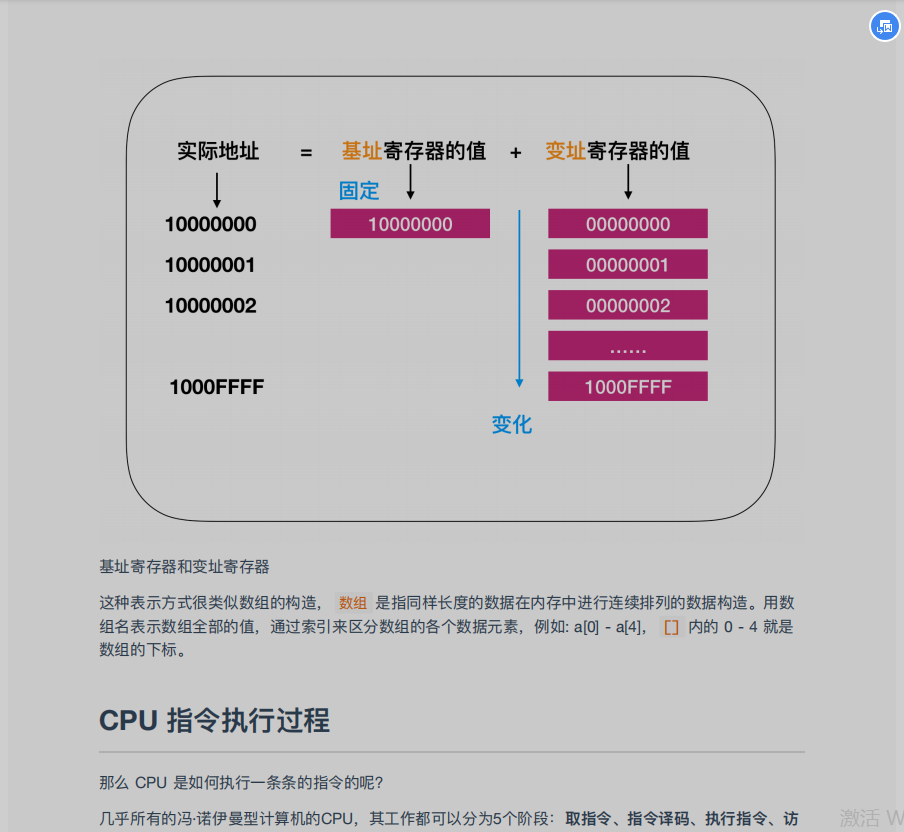 实际地址 = 基址寄存器的值 + 变址寄存器的值
固定
10000000 10000000 00000000
10000001 00000001
10000002 00000002
......
1000FFFF 1000FFFF
变化
基址寄存器和变址寄存器
这种表示方式很类似数组的构造， 数组 是指同样长度的数据在内存中进行连续排列的数据构造。用数
组名表示数组全部的值，通过索引来区分数组的各个数据元素，例如: a[0] - a[4]， [] 内的 0 - 4 就是
数组的下标。
CPU 指令执行过程
那么 CPU 是如何执行一条条的指令的呢?
几乎所有的冯·诺伊曼型计算机的CPU，其工作都可以分为5个阶段：取指令、指令译码、执行指令、访
激活 W